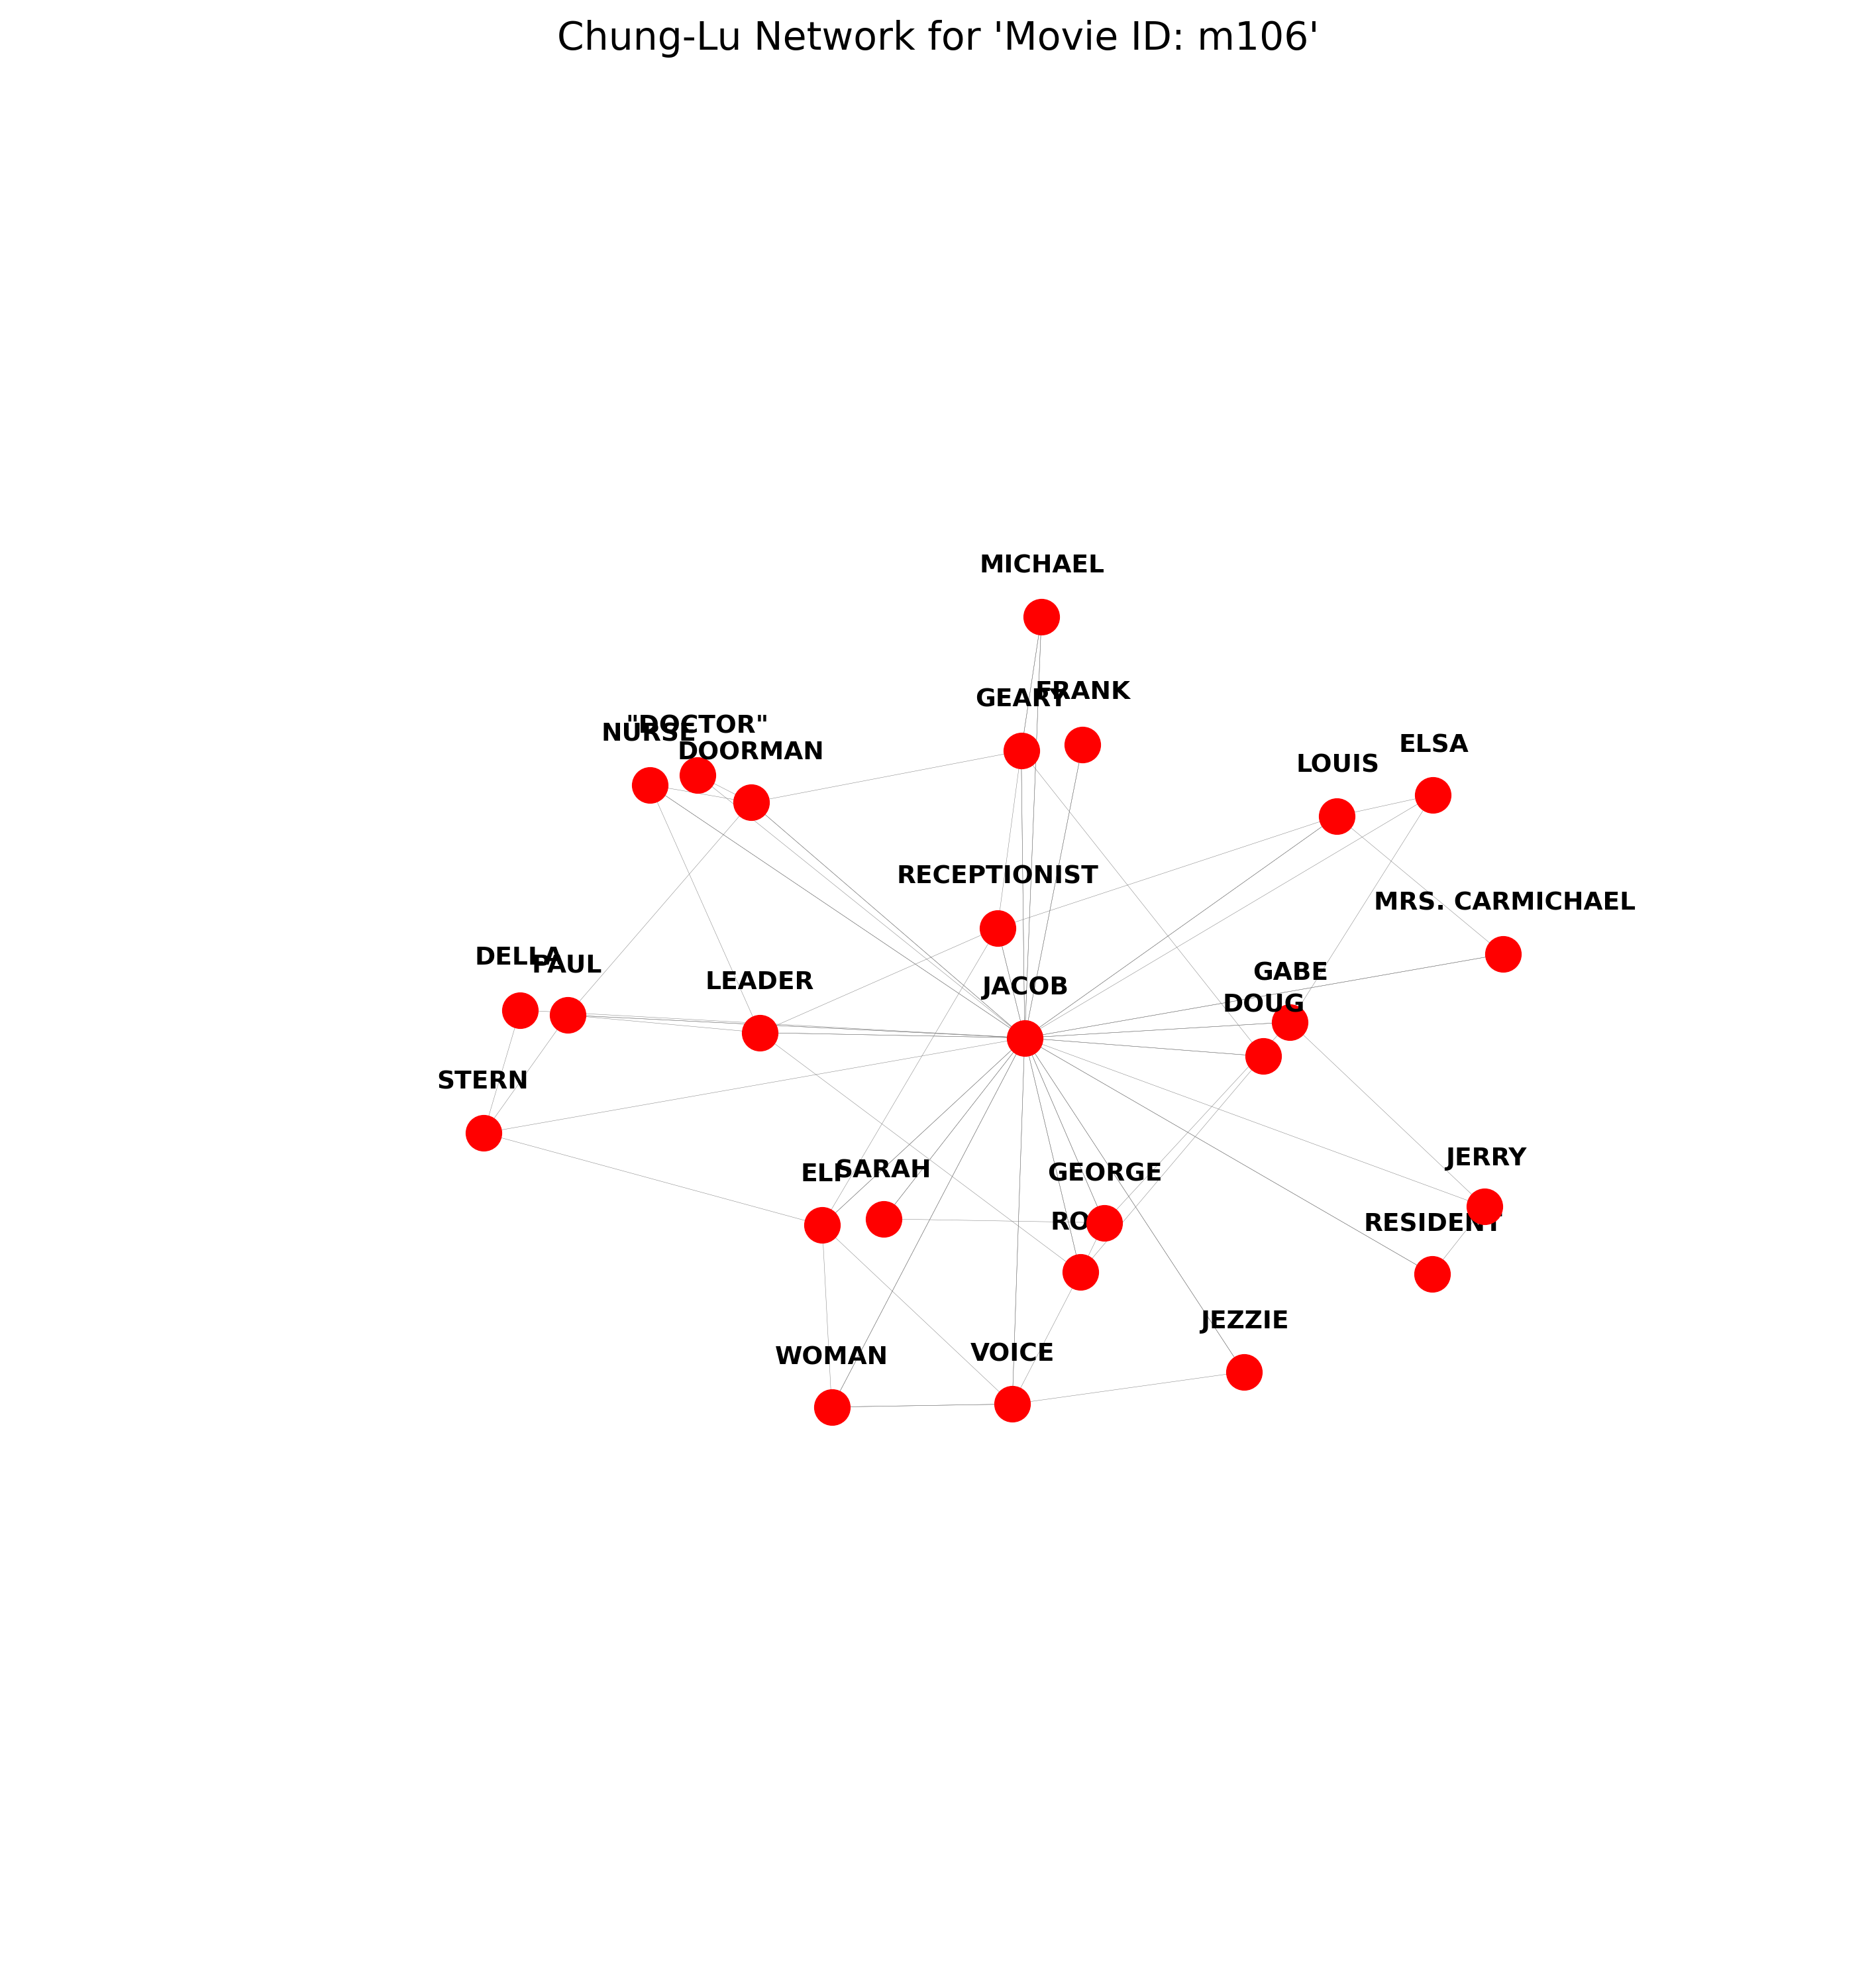 Chung-Lu Network for 'Movie ID: m106'
MICHAEL
FRANK
GEARY
"DOCTOR"
NURSE
DOORMAN
ELSA
LOUIS
RECEPTIONIST
MRS. CARMICHAEL
DELLA
PAUL
GABE
LEADER
JACOB
DOUG
STERN
JERRY
SARAH
ELI
GEORGE
RESIDENT
JEZZIE
VOICE
WOMAN